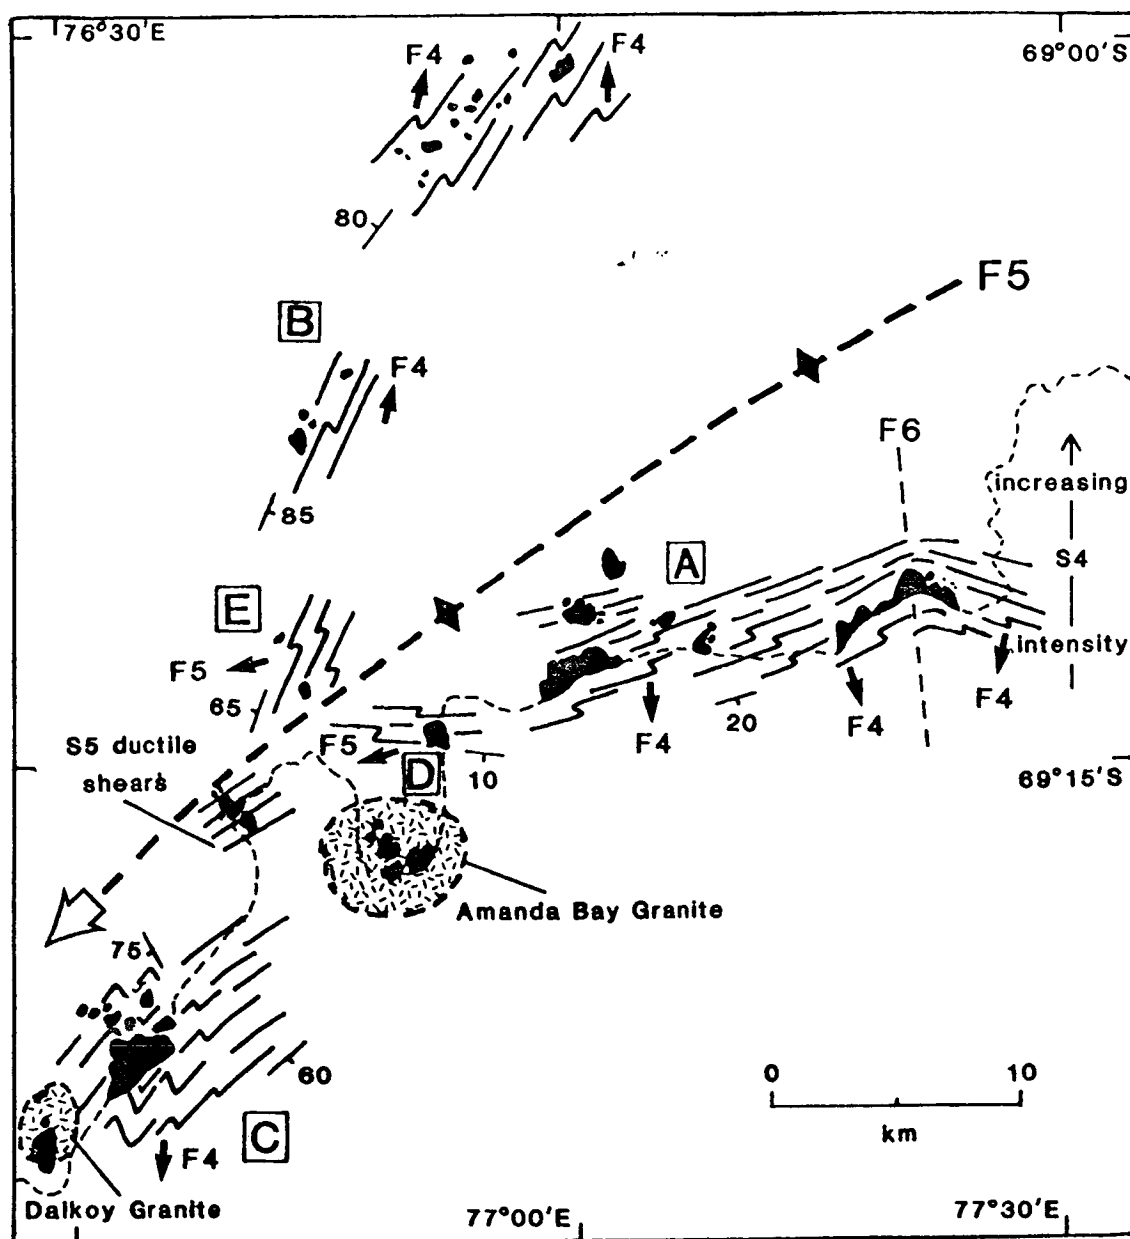 76°30'E
69°00'S
F4
F4
80
F5
B
F4
F6
increasing
85
A
S4
E
intensity
F5
65
20
F4
F4
F4
F5
S5 ductile
shears
D
10
69°15'S
Amanda Bay Granite
75
60
0
10
km
C
F4
Dalkoy Granite
77°00'E
77°30'E